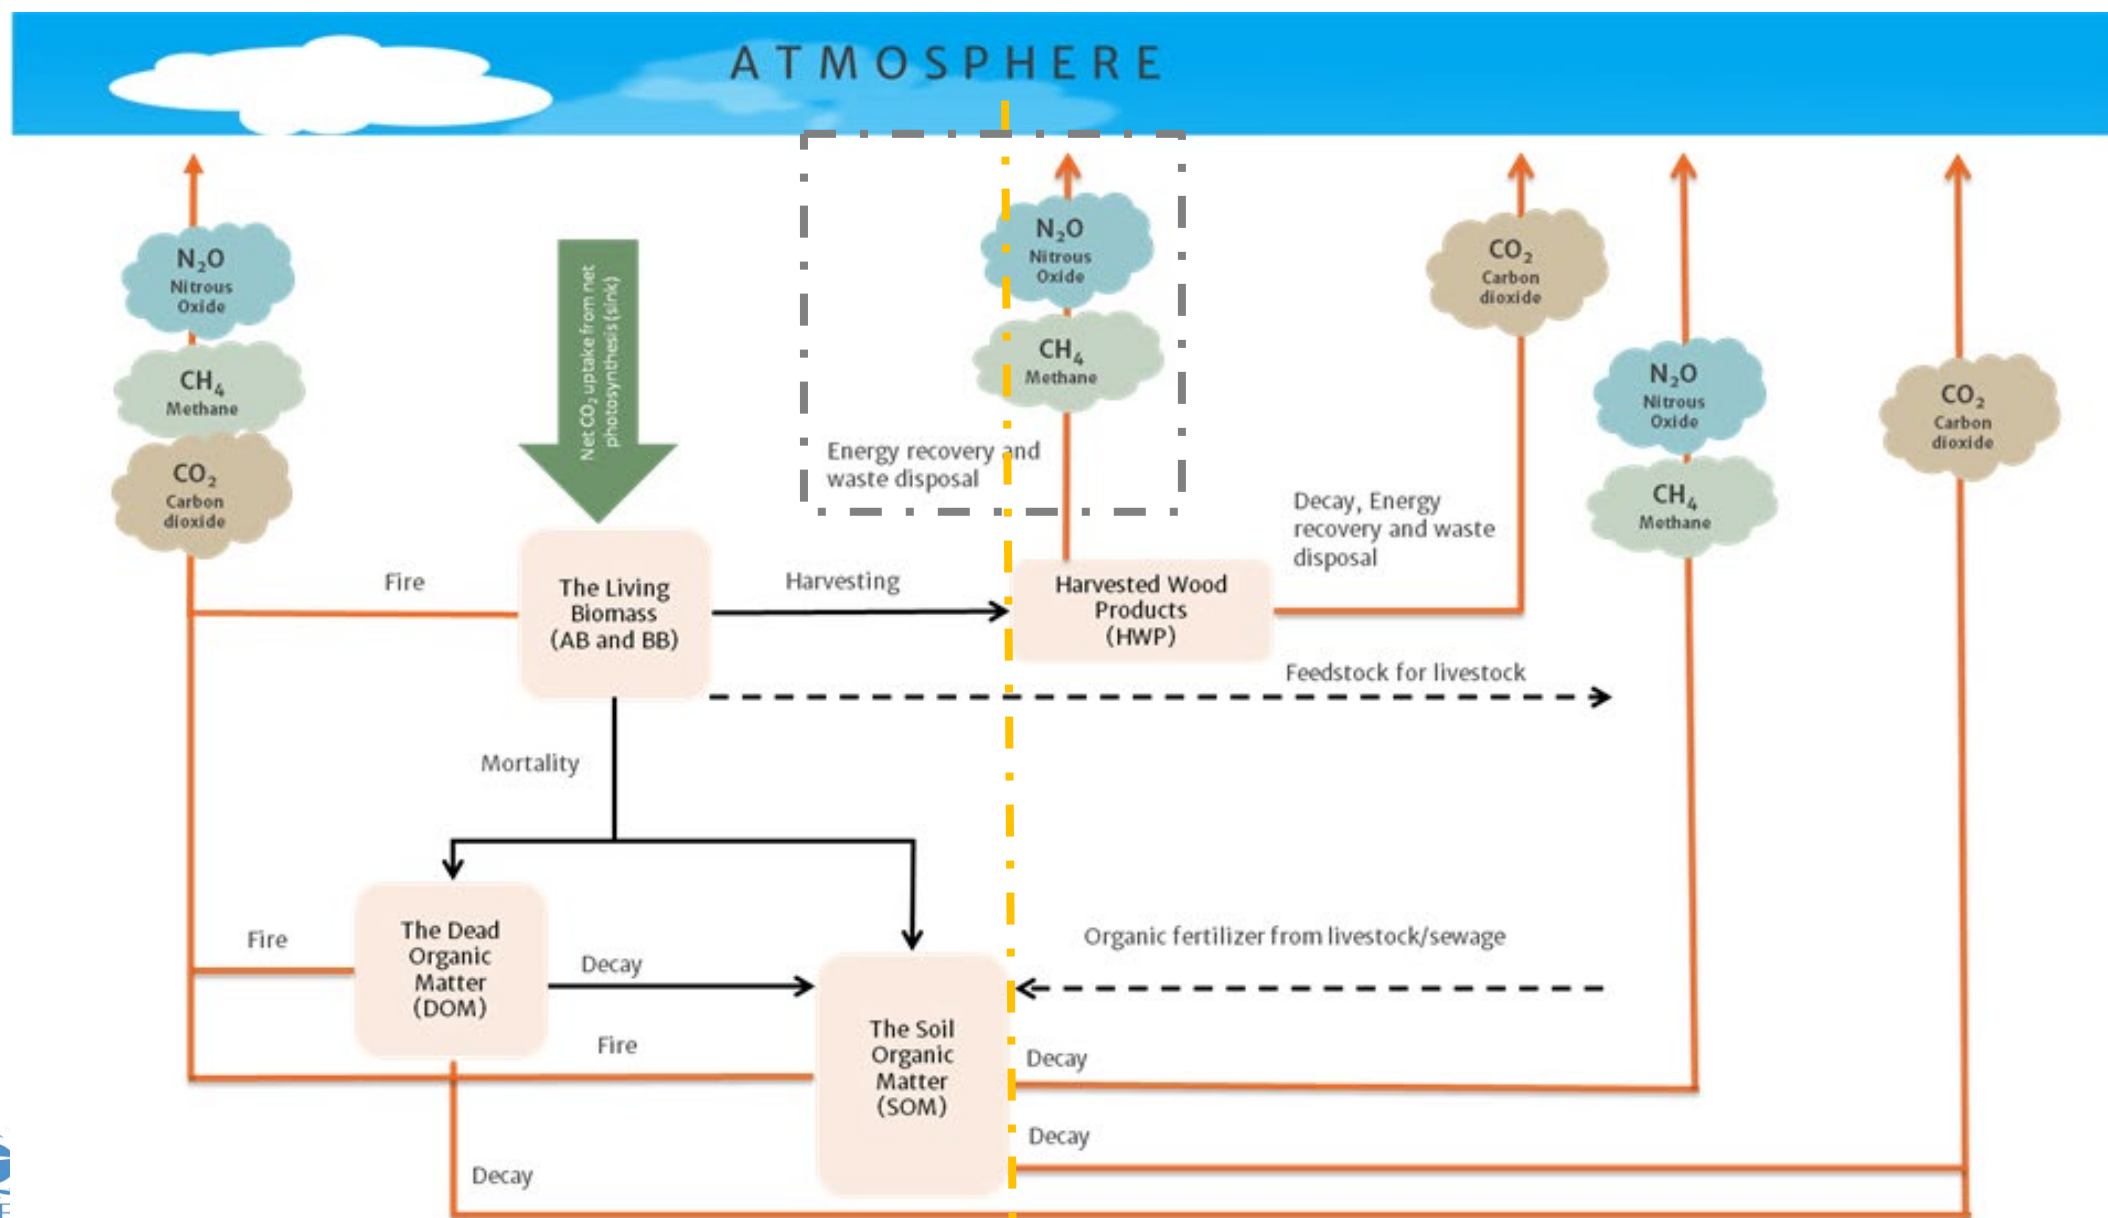 ATMOSPHERE
N₂O
Nitrous
Oxide
CH₄
Methane
CO₂
Carbon
dioxide
Net CO₂ uptake from net
photosynthesis (sink)
N₂O
Nitrous
Oxide
CH₄
Methane
Energy recovery and
waste disposal
CO₂
Carbon
dioxide
Decay, Energy
recovery and waste
disposal
N₂O
Nitrous
Oxide
CH₄
Methane
CO₂
Carbon
dioxide
Fire
The Living
Biomass
(AB and BB)
Harvesting
Harvested Wood
Products
(HWP)
Feedstock for livestock
Mortality
Fire
The Dead
Organic
Matter
(DOM)
Decay
Organic fertilizer from livestock/sewage
Fire
The Soil
Organic
Matter
(SOM)
Decay
Decay
Decay